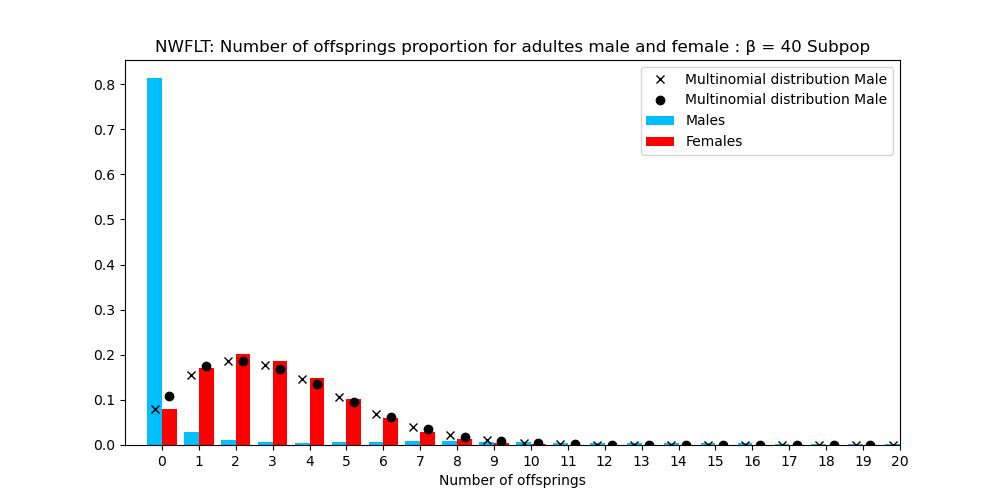 NWFLT: Number of offsprings proportion for adultes male and female : β = 40 Subpop
Multinomial distribution Male
Multinomial distribution Male
Males
Females
0.8
0.7
0.6
0.5
0.4
0.3
0.2
0.1
0.0
0 1 2 3 4 5 6 7 8 9 10 11 12 13 14 15 16 17 18 19 20
Number of offsprings